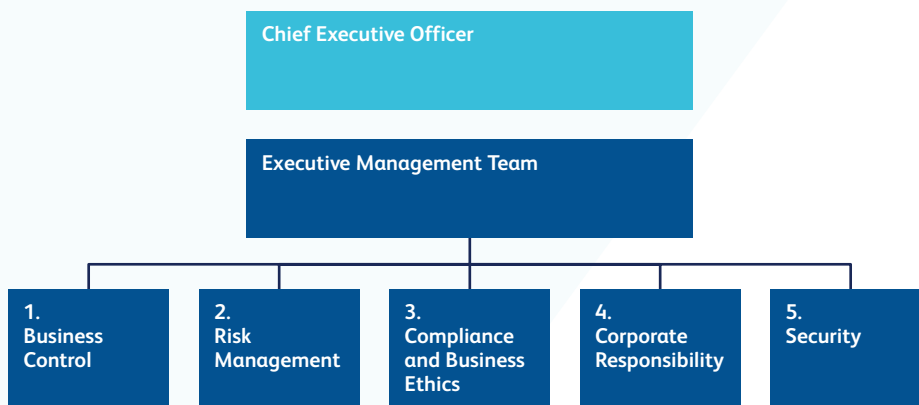 Chief Executive Officer
Executive Management Team
1.
Business
Control
2.
Risk
Management
3.
Compliance
and Business
Ethics
4.
Corporate
Responsibility
5.
Security